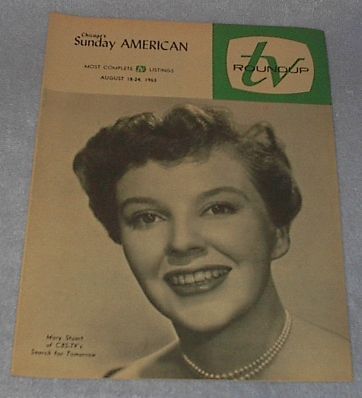 Chicago's
Sunday AMERICAN
MOST COMPLETE tv LISTINGS
AUGUST 18-24, 1963
tv
ROUNDUP
Mary Stuart
of CBS-TV's
Search for Tomorrow